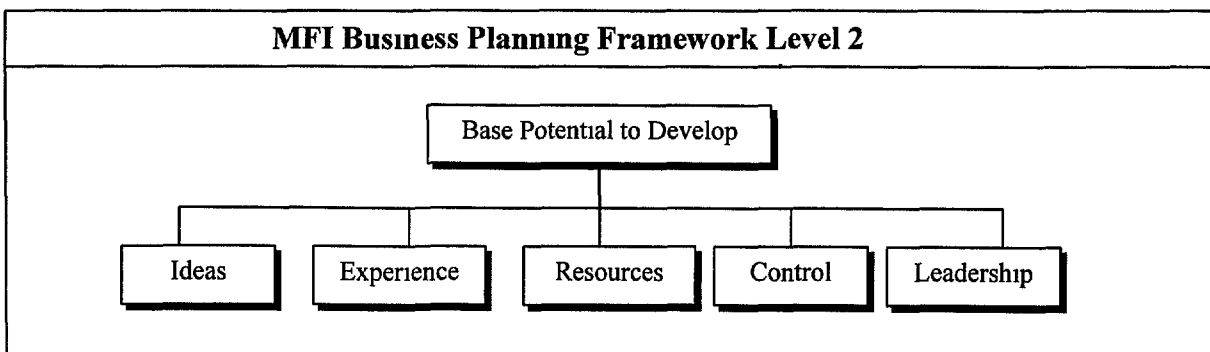 MFI Business Planning Framework Level 2
Base Potential to Develop
Ideas
Experience
Resources
Control
Leadership